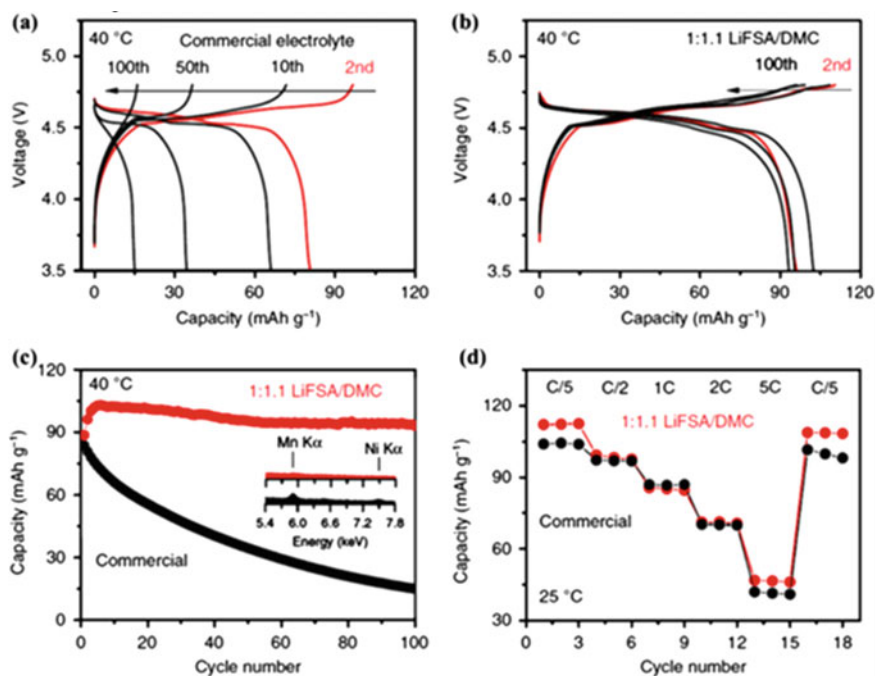 (a)
40 °C
Commercial electrolyte
100th 50th 10th 2nd
5.0
4.5
4.0
3.5
Voltage (V)
0 30 60 90 120
Capacity (mAh g⁻¹)
(b)
40 °C
1:1.1 LiFSA/DMC
100th 2nd
5.0
4.5
4.0
3.5
Voltage (V)
0 30 60 90 120
Capacity (mAh g⁻¹)
(c)
40 °C
1:1.1 LiFSA/DMC
Mn Kα Ni Kα
5.4 6.0 6.6 7.2 7.8
Energy (keV)
Commercial
120
90
60
30
0
Capacity (mAh g⁻¹)
0 20 40 60 80 100
Cycle number
(d)
C/5 C/2 1C 2C 5C C/5
1:1.1 LiFSA/DMC
Commercial
25 °C
120
90
60
30
Capacity (mAh g⁻¹)
0 3 6 9 12 15 18
Cycle number